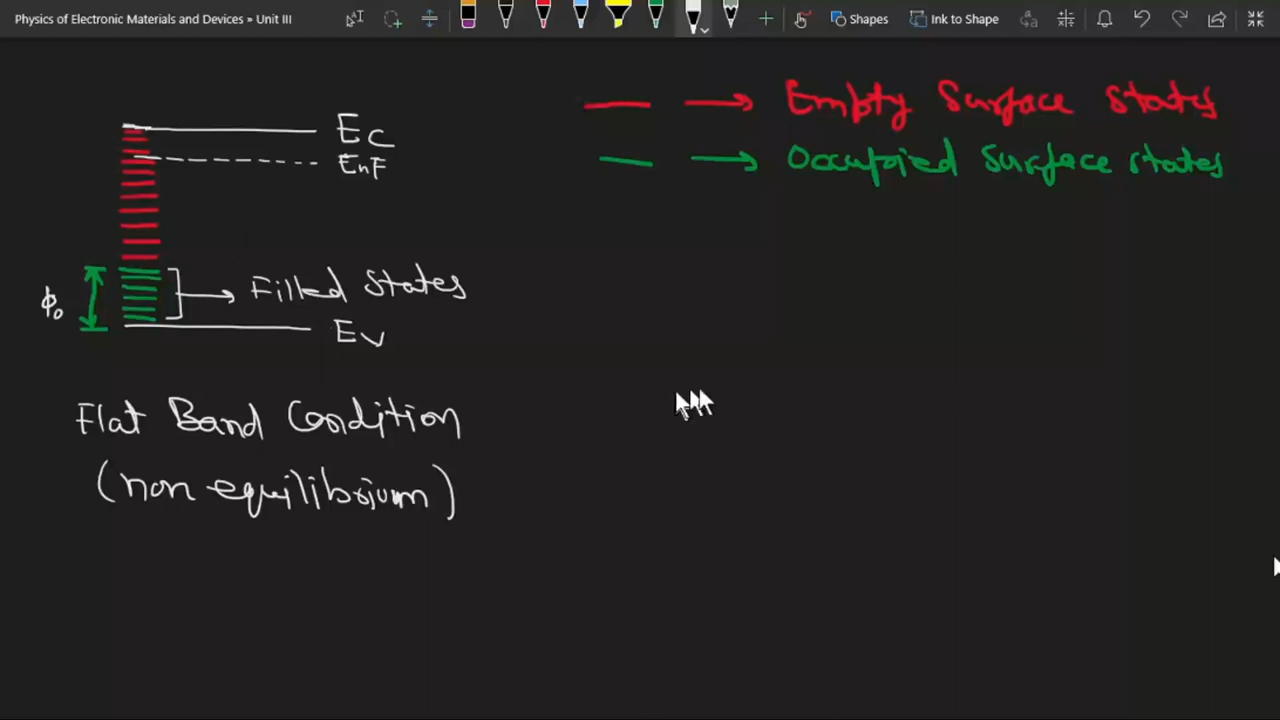 Physics of Electronic Materials and Devices » Unit III
Shapes
Ink to Shape
Empty Surface States
Occupied Surface states
Ec
EnF
Filled States
ϕ₀
Ev
Flat Band Condition
(non equilibrium)